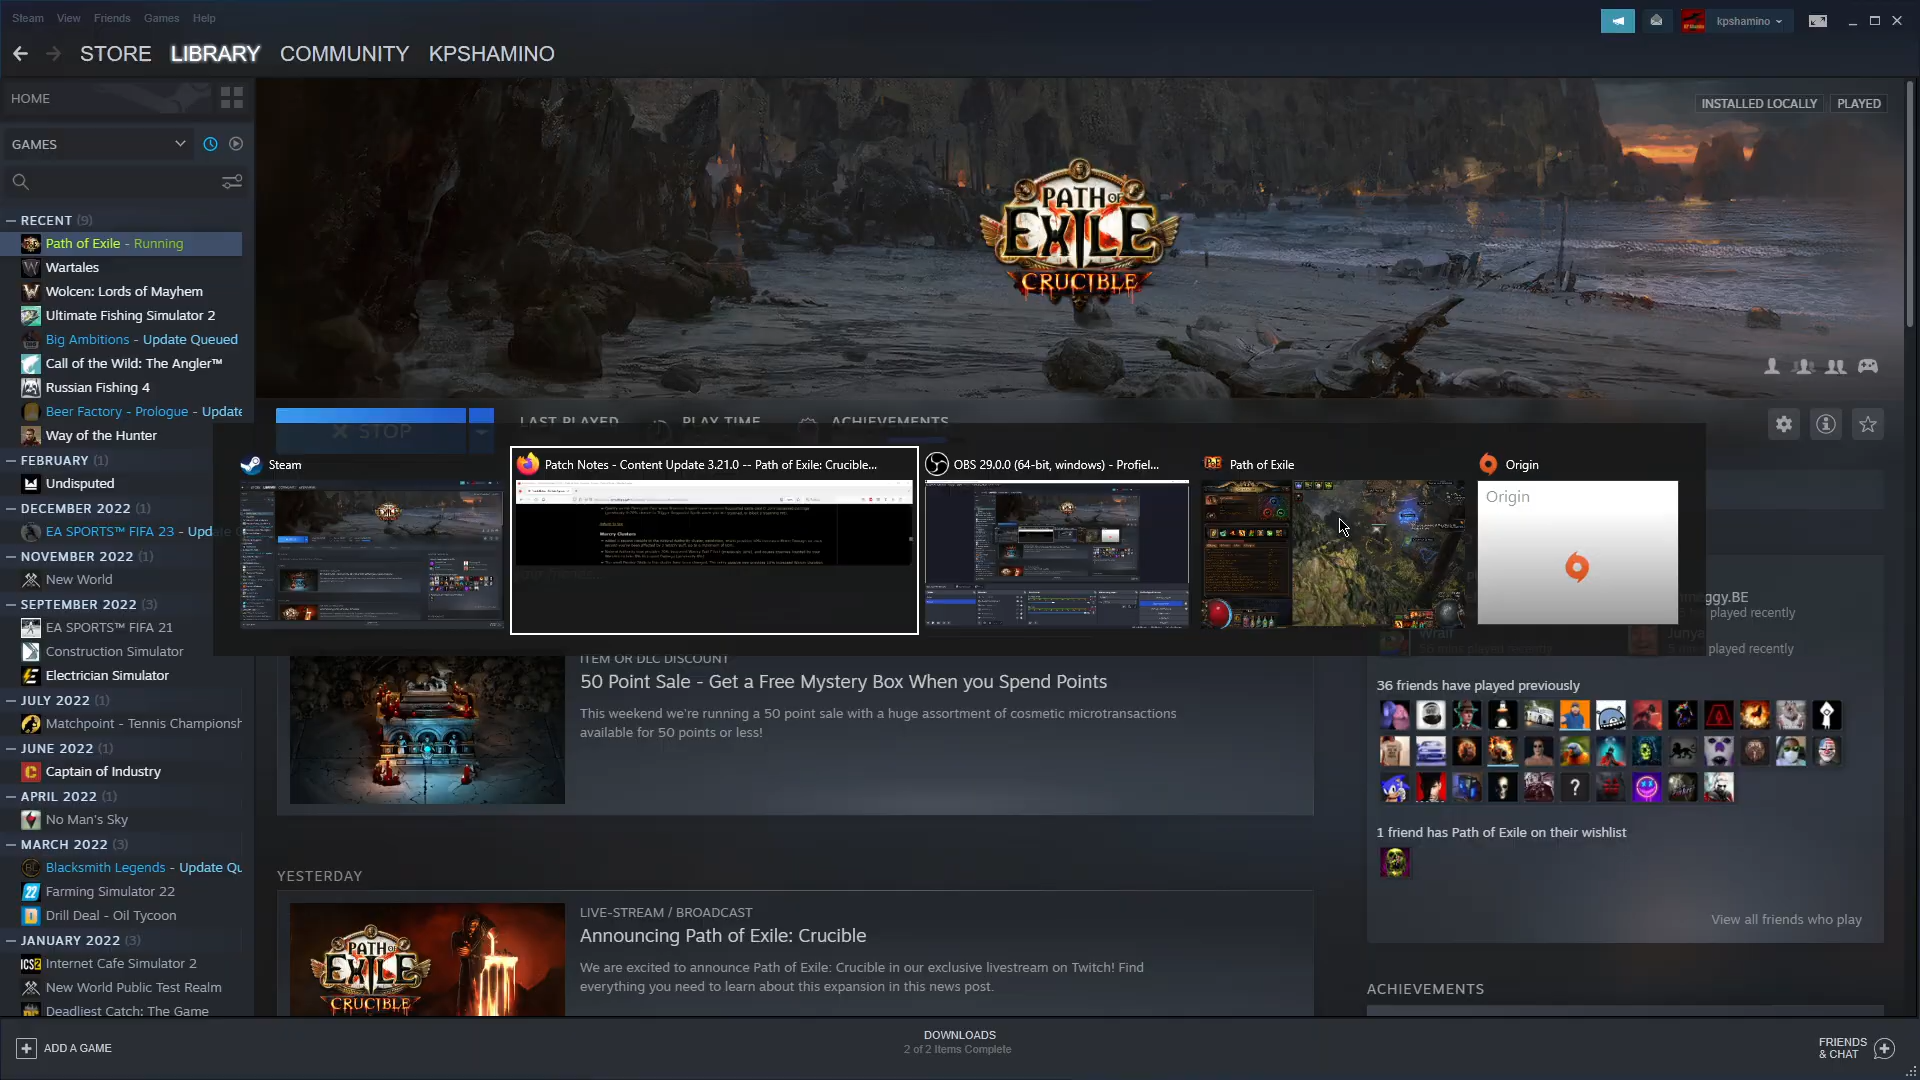 Steam View Friends Games Help
kpshamino
STORE LIBRARY COMMUNITY KPSHAMINO
HOME
INSTALLED LOCALLY PLAYED
GAMES
PATH OF EXILE CRUCIBLE
— RECENT (9)
Path of Exile - Running
Wartales
Wolcen: Lords of Mayhem
Ultimate Fishing Simulator 2
Big Ambitions - Update Queued
Call of the Wild: The Angler™
Russian Fishing 4
Beer Factory - Prologue - Update
Way of the Hunter
— FEBRUARY (1)
Undisputed
— DECEMBER 2022 (1)
EA SPORTS™ FIFA 23 - Upd
— NOVEMBER 2022 (1)
New World
— SEPTEMBER 2022 (3)
EA SPORTS™ FIFA 21
Construction Simulator
Electrician Simulator
— JULY 2022 (1)
Matchpoint - Tennis Championsh
— JUNE 2022 (1)
Captain of Industry
— APRIL 2022 (1)
No Man's Sky
— MARCH 2022 (3)
Blacksmith Legends - Update Qu
Farming Simulator 22
Drill Deal - Oil Tycoon
— JANUARY 2022 (3)
Internet Cafe Simulator 2
New World Public Test Realm
Deadliest Catch: The Game
STOP
LAST PLAYED PLAY TIME ACHIEVEMENTS
Steam
Patch Notes - Content Update 3.21.0 -- Path of Exile: Crucible...
OBS 29.0.0 (64-bit, windows) - Profiel...
Path of Exile
Origin
Origin
ggy.BE
played recently
played recently
ITEM OR DLC DISCOUNT
50 Point Sale - Get a Free Mystery Box When you Spend Points
This weekend we're running a 50 point sale with a huge assortment of cosmetic microtransactions
available for 50 points or less!
36 friends have played previously
1 friend has Path of Exile on their wishlist
View all friends who play
YESTERDAY
PATH OF EXILE CRUCIBLE
LIVE-STREAM / BROADCAST
Announcing Path of Exile: Crucible
We are excited to announce Path of Exile: Crucible in our exclusive livestream on Twitch! Find
everything you need to learn about this expansion in this news post.
ACHIEVEMENTS
ADD A GAME
DOWNLOADS
2 of 2 Items Complete
FRIENDS
& CHAT